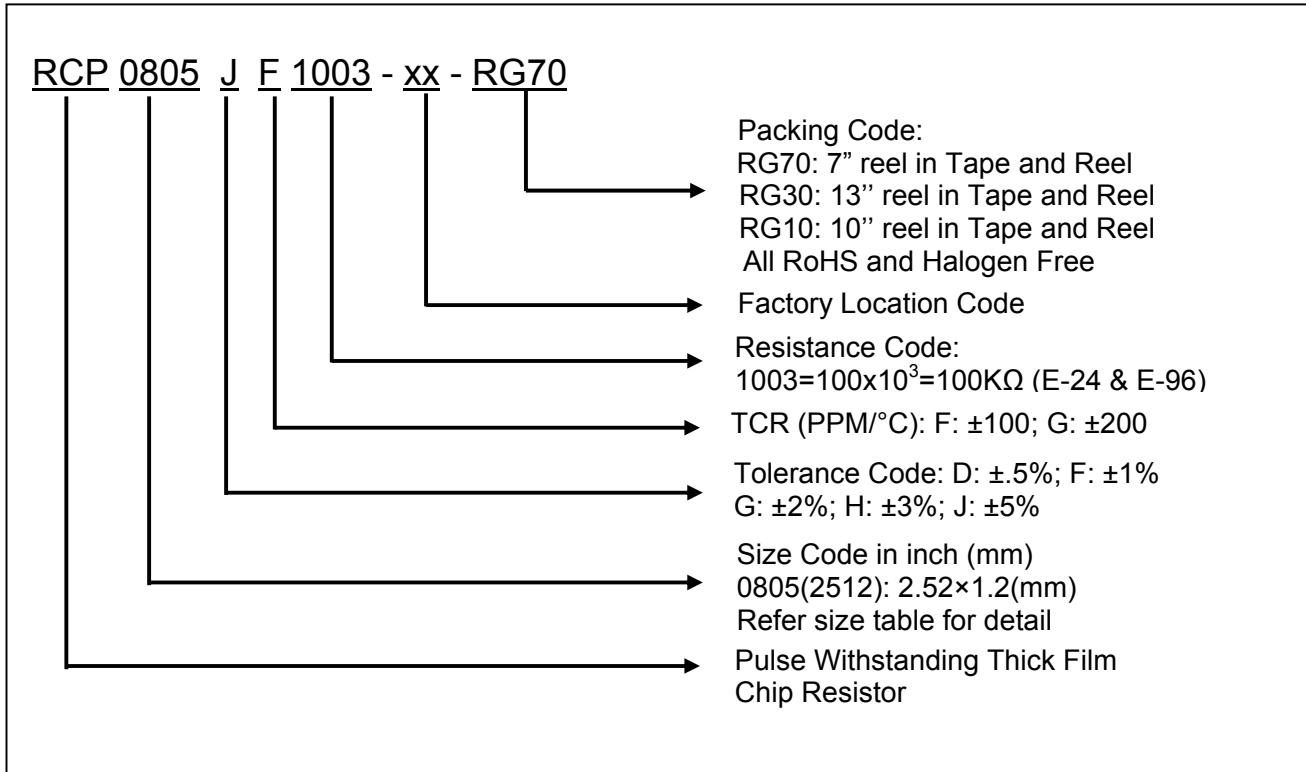 RCP 0805 J F 1003 - xx - RG70
Packing Code:
RG70: 7” reel in Tape and Reel
RG30: 13’’ reel in Tape and Reel
RG10: 10’’ reel in Tape and Reel
All RoHS and Halogen Free
Factory Location Code
Resistance Code:
1003=100x10³=100KΩ (E-24 & E-96)
TCR (PPM/°C): F: ±100; G: ±200
Tolerance Code: D: ±.5%; F: ±1%
G: ±2%; H: ±3%; J: ±5%
Size Code in inch (mm)
0805(2512): 2.52×1.2(mm)
Refer size table for detail
Pulse Withstanding Thick Film
Chip Resistor